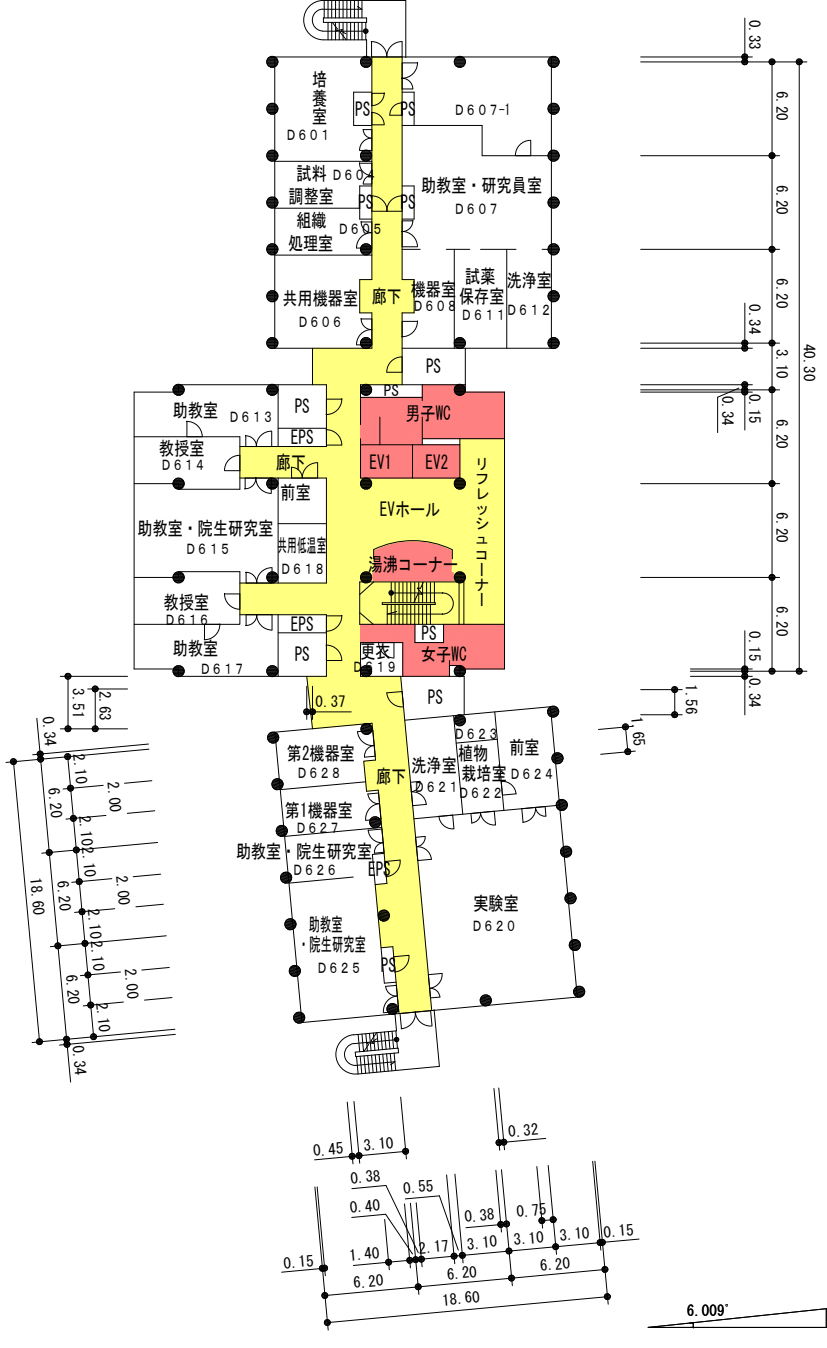 培養室
D601
PS
PS
D607-1
試料
D604
調整室
PS
PS
助教室・研究員室
D607
組織
D605
処理室
共用機器室
D606
廊下
機器室
D608
試薬
保存室
D611
洗浄室
D612
PS
助教室
D613
PS
PS
男子WC
EPS
教授室
D614
廊下
EV1
EV2
リフレッシュコーナー
前室
EVホール
助教室・院生研究室
D615
共用低温室
D618
湯沸コーナー
教授室
D616
EPS
PS
助教室
D617
PS
更衣
D619
女子WC
PS
第2機器室
D628
廊下
洗浄室
D621
D623
植物
栽培室
D622
前室
D624
第1機器室
D627
助教室・院生研究室
D626
EPS
実験室
D620
助教室
・院生研究室
D625
PS
0.33
6.20
6.20
6.20
0.34
3.10
40.30
0.15
0.34
6.20
6.20
6.20
0.15
0.34
1.56
1.65
0.37
3.51
2.63
0.34
2.10
2.00
6.20
2.10
2.10
2.00
18.60
6.20
2.10
2.10
2.00
6.20
2.10
0.34
0.45
3.10
0.32
0.38
0.40
0.55
0.38
0.75
0.15
1.40
2.17
3.10
3.10
3.10
0.15
6.20
6.20
6.20
18.60
6.009°